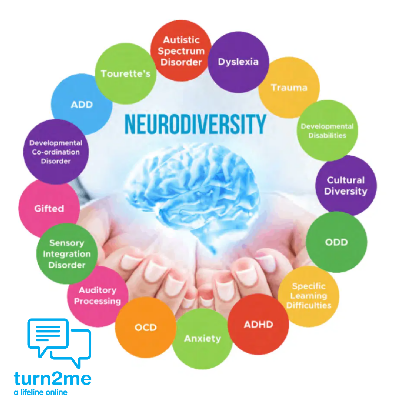 Autistic
Spectrum
Disorder
Dyslexia
Trauma
Developmental
Disabilities
Cultural
Diversity
ODD
Specific
Learning
Difficulties
ADHD
Anxiety
OCD
Auditory
Processing
Sensory
Integration
Disorder
Gifted
Developmental
Co-ordination
Disorder
ADD
Tourette's
NEURODIVERSITY
turn2me
a lifeline online